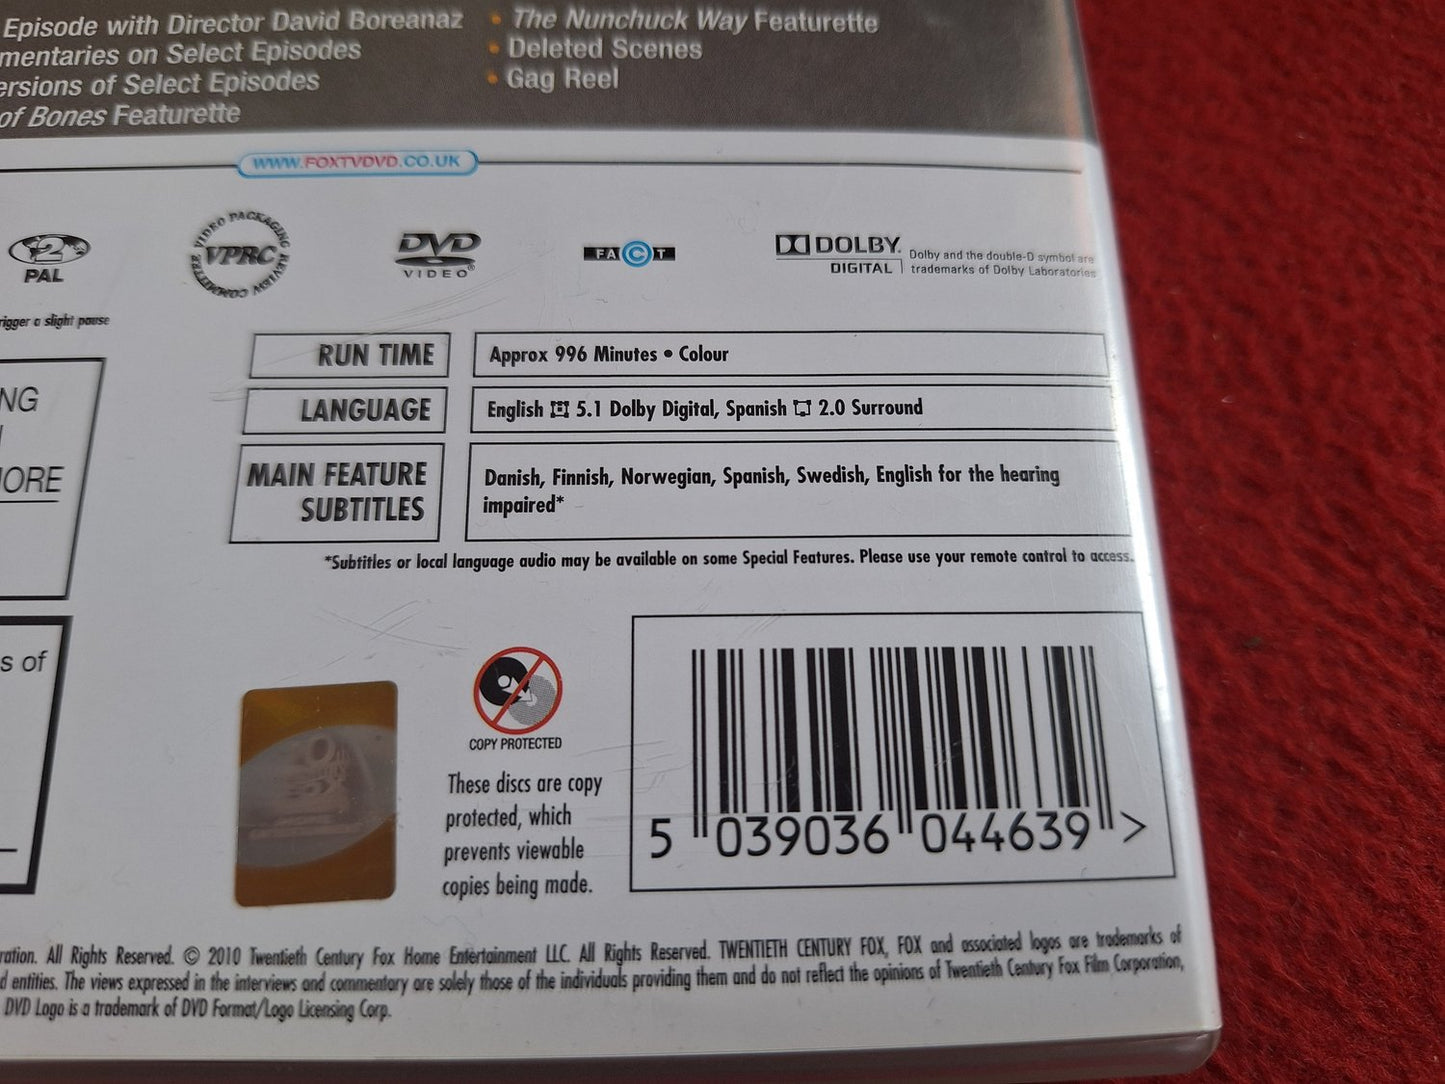 Episode with Director David Boreanaz • The Nunchuck Way Featurette
mentaries on Select Episodes • Deleted Scenes
ersions of Select Episodes • Gag Reel
of Bones Featurette
WWW.FOXTVDVD.CO.UK
2
PAL
VIDEO PACKAGING REVIEW COMMITTEE
VPRC
DVD
VIDEO®
FACT
DOLBY.
DIGITAL
Dolby and the double-D symbol are
trademarks of Dolby Laboratories
rigger a slight pause
RUN TIME
Approx 996 Minutes • Colour
NG
LANGUAGE
English 5.1 Dolby Digital, Spanish 2.0 Surround
ORE
MAIN FEATURE
SUBTITLES
Danish, Finnish, Norwegian, Spanish, Swedish, English for the hearing
impaired*
*Subtitles or local language audio may be available on some Special Features. Please use your remote control to access.
s of
COPY PROTECTED
These discs are copy
protected, which
prevents viewable
copies being made.
5 039036 044639 >
ration. All Rights Reserved. © 2010 Twentieth Century Fox Home Entertainment LLC. All Rights Reserved. TWENTIETH CENTURY FOX, FOX and associated logos are trademarks of
d entities. The views expressed in the interviews and commentary are solely those of the individuals providing them and do not reflect the opinions of Twentieth Century Fox Film Corporation,
DVD Logo is a trademark of DVD Format/Logo Licensing Corp.